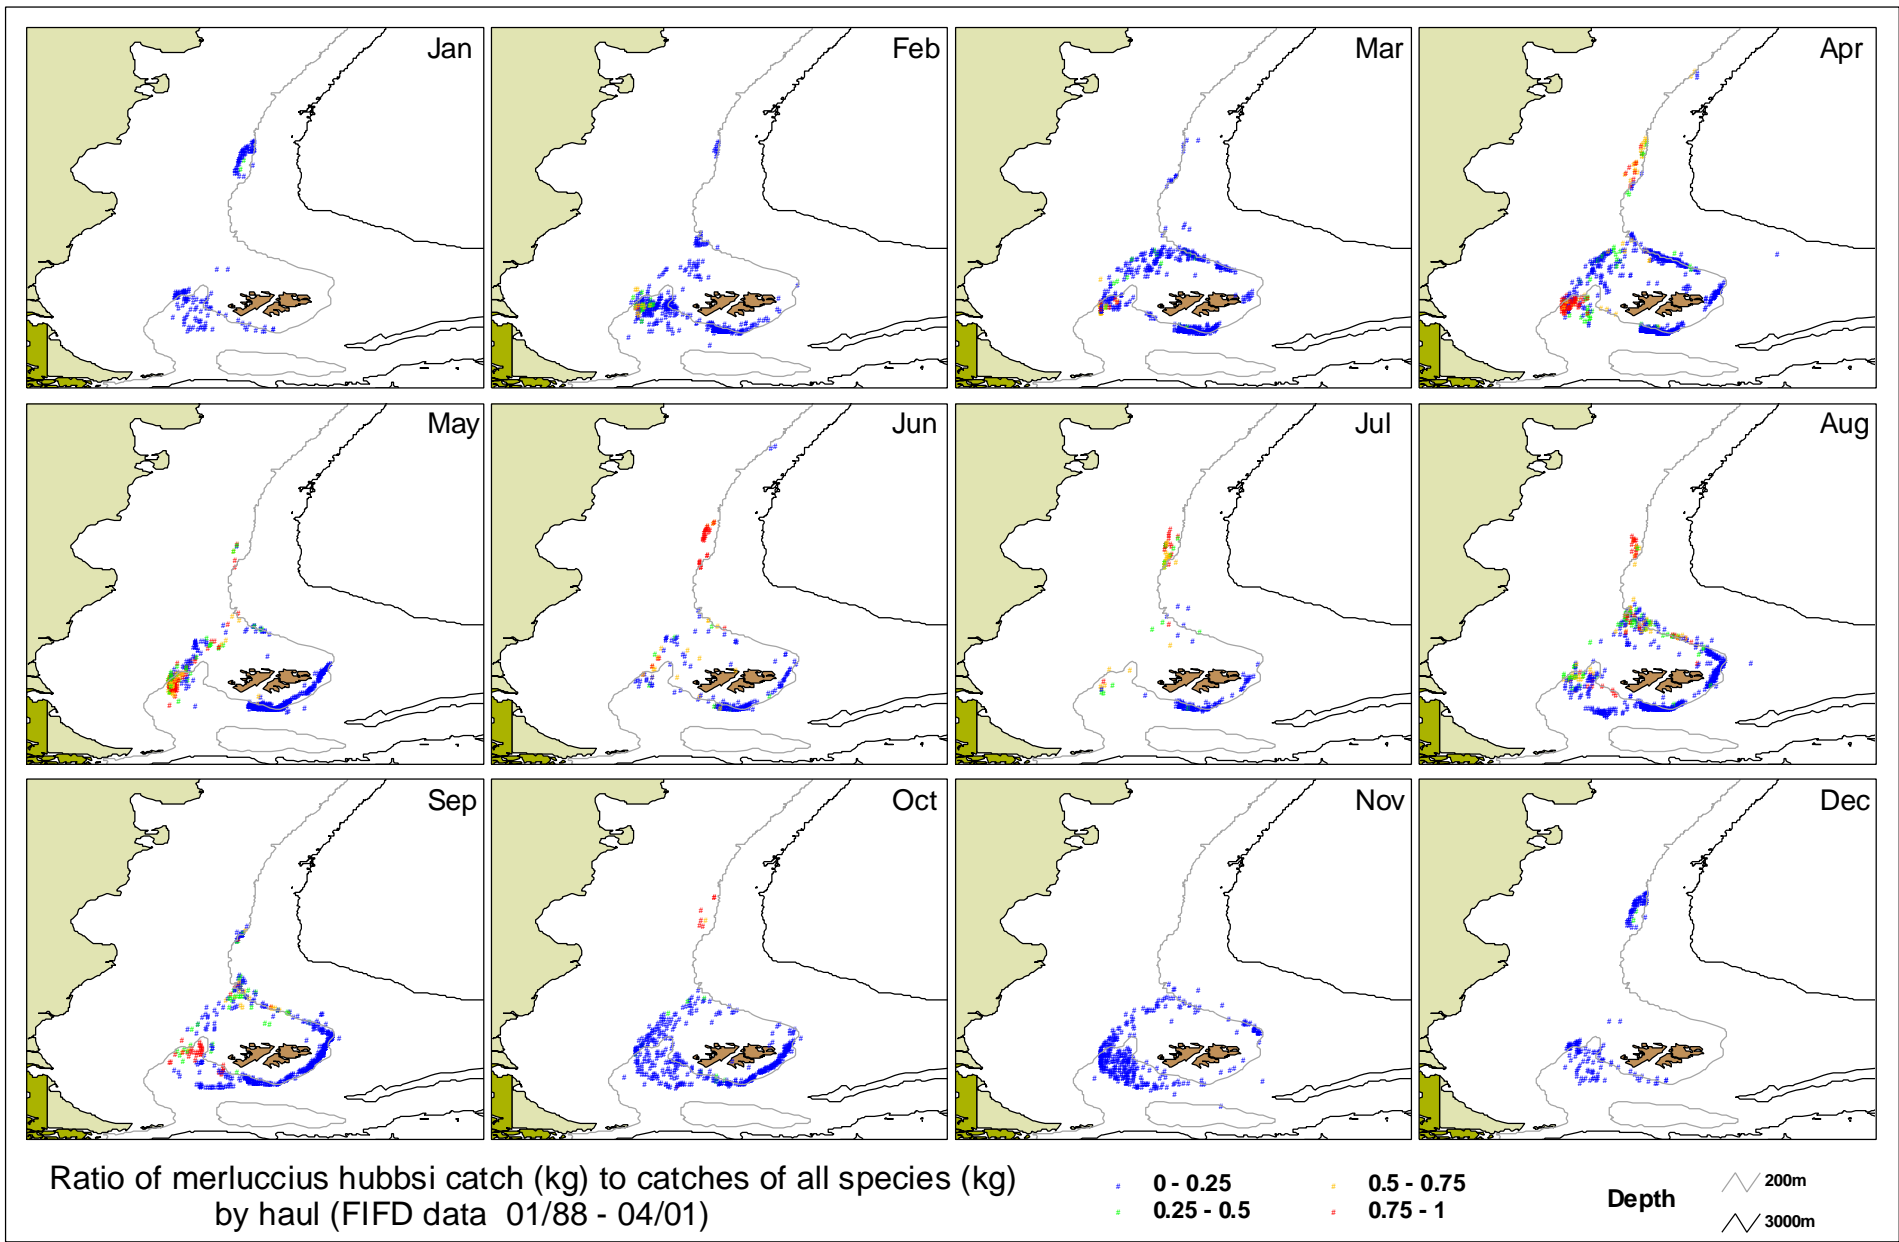 Jan
Feb
Mar
Apr
May
Jun
Jul
Aug
Sep
Oct
Nov
Dec
Ratio of merluccius hubbsi catch (kg) to catches of all species (kg)
by haul (FIFD data 01/88 - 04/01)
0 - 0.25
0.25 - 0.5
0.5 - 0.75
0.75 - 1
Depth
200m
3000m